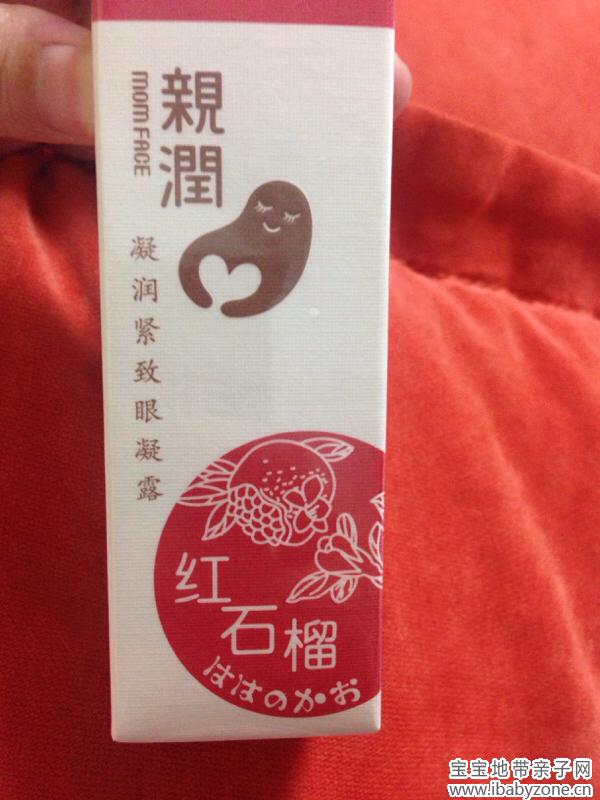 親潤
mom FACE
凝润紧致眼凝露
红石榴
ははのかお
宝宝地带亲子网
www.ibabyzone.cn